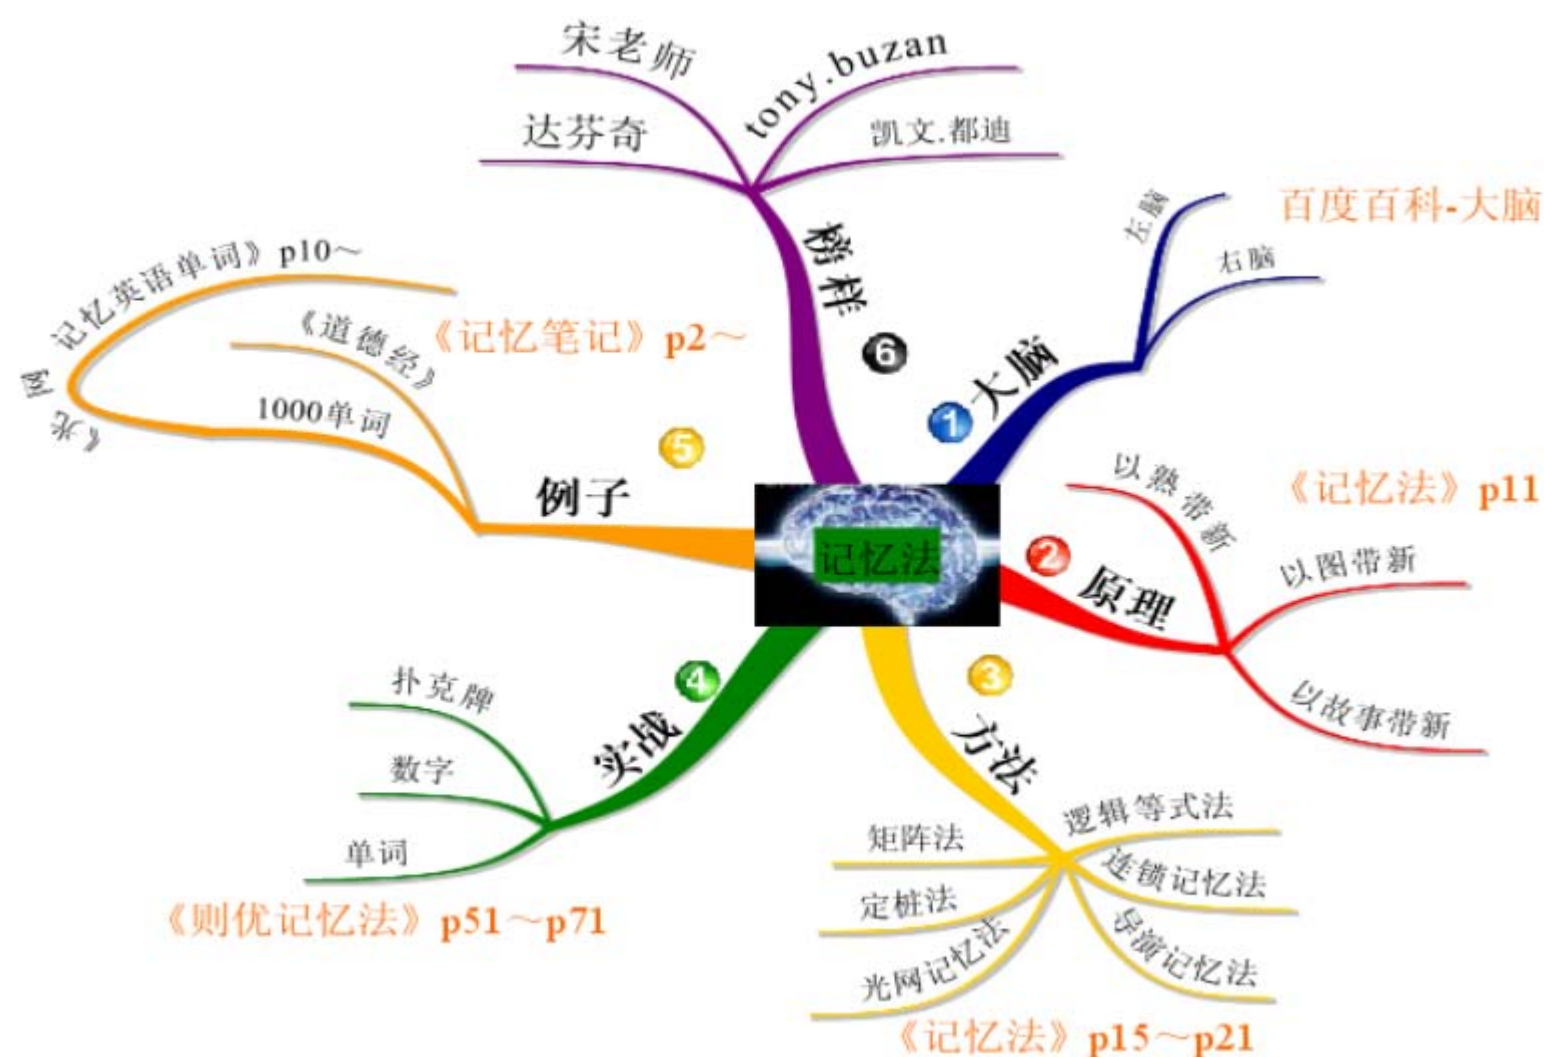 记忆法
1
大脑
左脑
右脑
百度百科-大脑
2
原理
以熟带新
以图带新
以故事带新
《记忆法》p11
3
方法
逻辑等式法
连锁记忆法
导演记忆法
矩阵法
定桩法
光网记忆法
《记忆法》p15～p21
4
实战
扑克牌
数字
单词
《则优记忆法》p51～p71
5
例子
《道德经》
1000单词
《光网 记忆英语单词》p10～
《记忆笔记》p2～
6
榜样
宋老师
达芬奇
tony.buzan
凯文.都迪